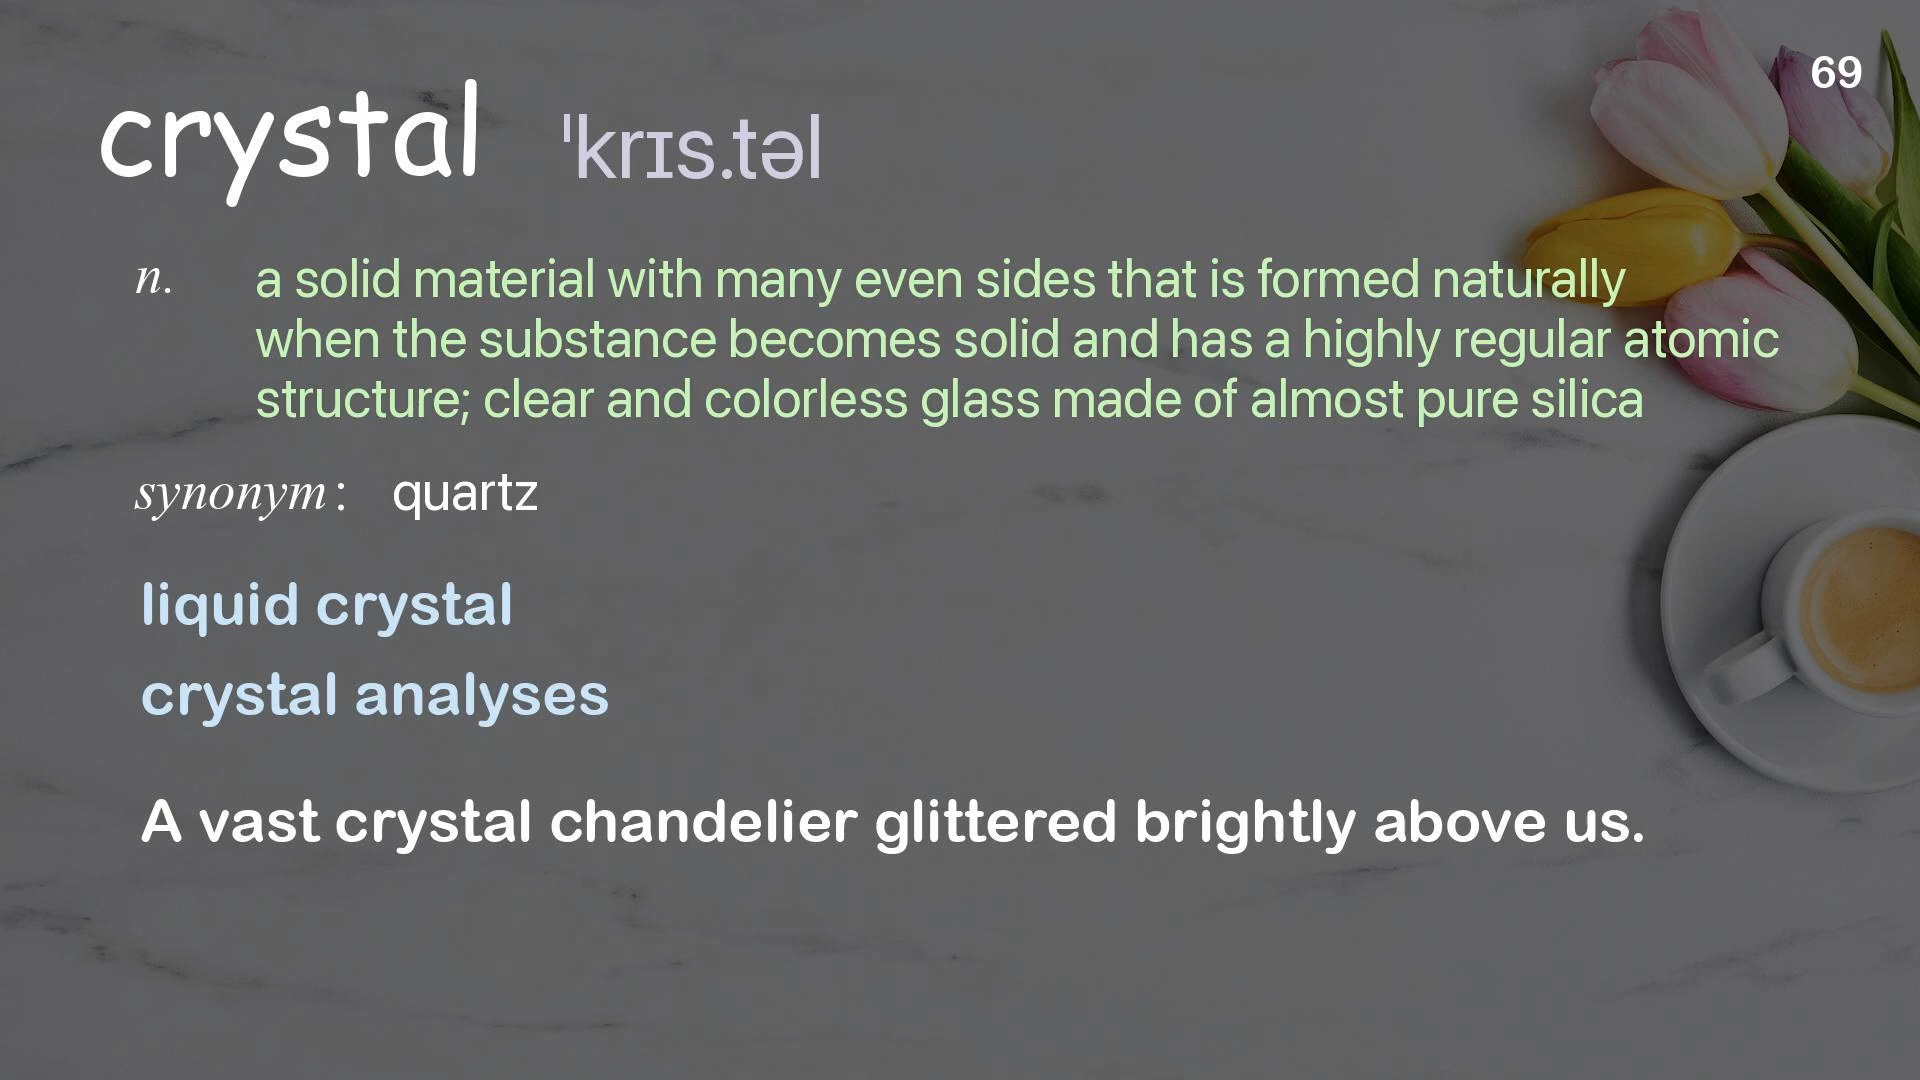 69
crystal ˈkrɪs.təl
n. a solid material with many even sides that is formed naturally
when the substance becomes solid and has a highly regular atomic
structure; clear and colorless glass made of almost pure silica
synonym : quartz
liquid crystal
crystal analyses
A vast crystal chandelier glittered brightly above us.